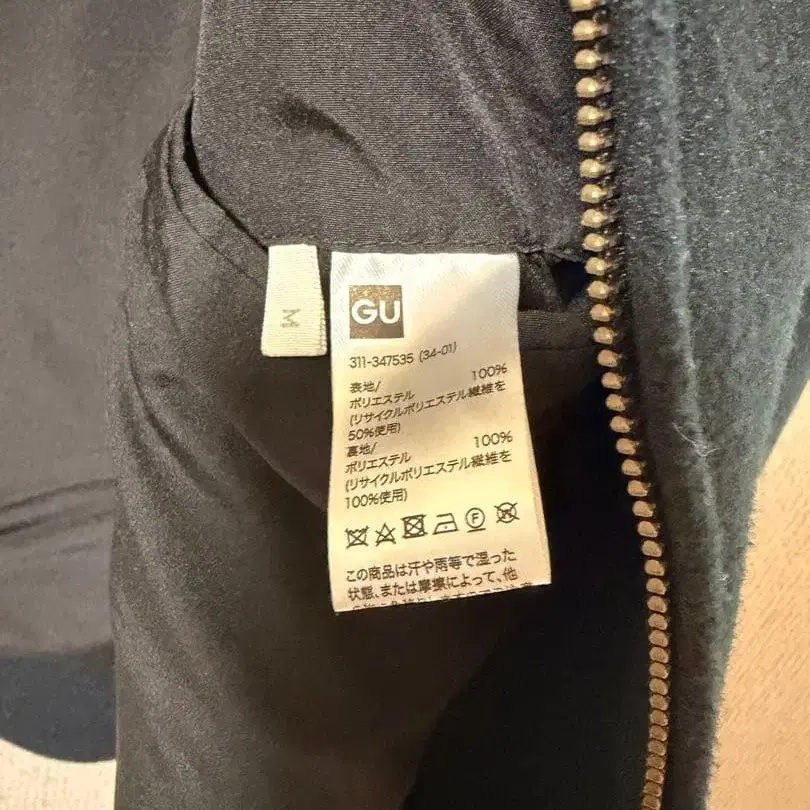 M
GU
311-347535 (34-01)
表地/
ポリエステル 100%
(リサイクルポリエステル繊維を
50%使用)
裏地/
ポリエステル 100%
(リサイクルポリエステル繊維を
100%使用)
F
W
この商品は汗や雨等で湿った
状態、または摩擦によって、他